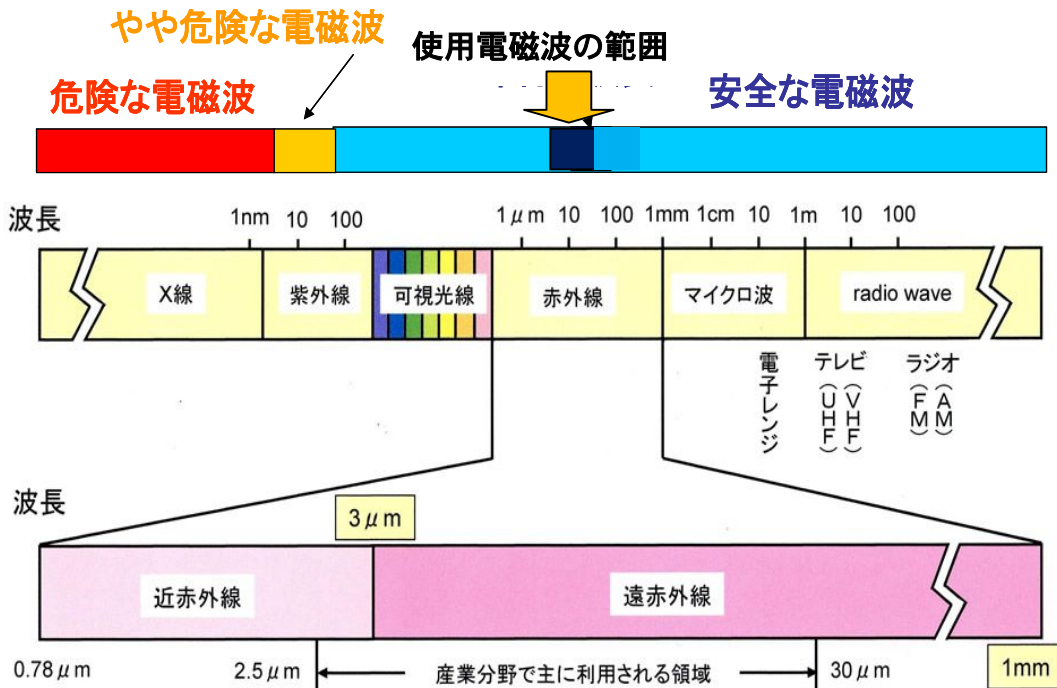 やや危険な電磁波
使用電磁波の範囲
危険な電磁波
安全な電磁波
波長
1nm 10 100 1μm 10 100 1mm 1cm 10 1m 10 100
X線 紫外線 可視光線 赤外線 マイクロ波 radio wave
電子レンジ
テレビ
(UHF)
(VHF)
ラジオ
(FM)
(AM)
波長
3μm
近赤外線 遠赤外線
0.78μm 2.5μm 産業分野で主に利用される領域 30μm 1mm